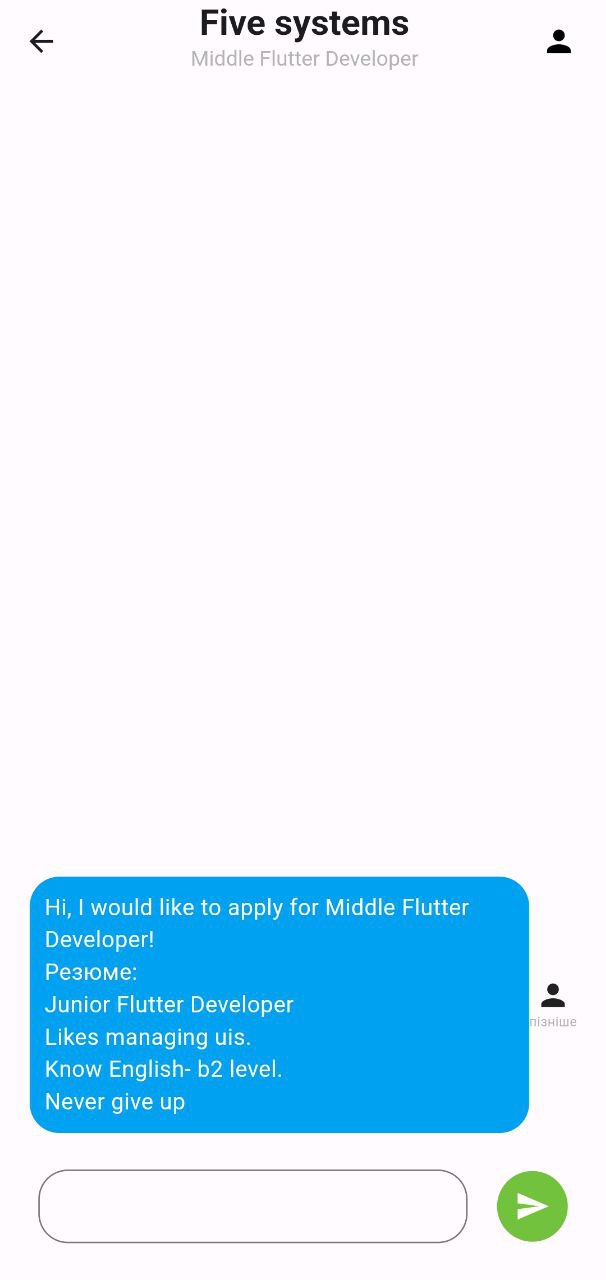 Five systems
Middle Flutter Developer
Hi, I would like to apply for Middle Flutter
Developer!
Резюме:
Junior Flutter Developer
Likes managing uis.
Know English- b2 level.
Never give up
пізніше